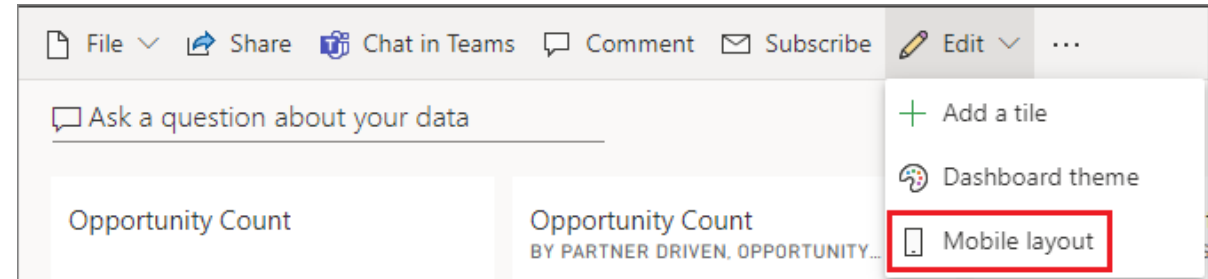 File Share Chat in Teams Comment Subscribe Edit ...
Ask a question about your data
Add a tile
Dashboard theme
Mobile layout
Opportunity Count
Opportunity Count
BY PARTNER DRIVEN, OPPORTUNITY...